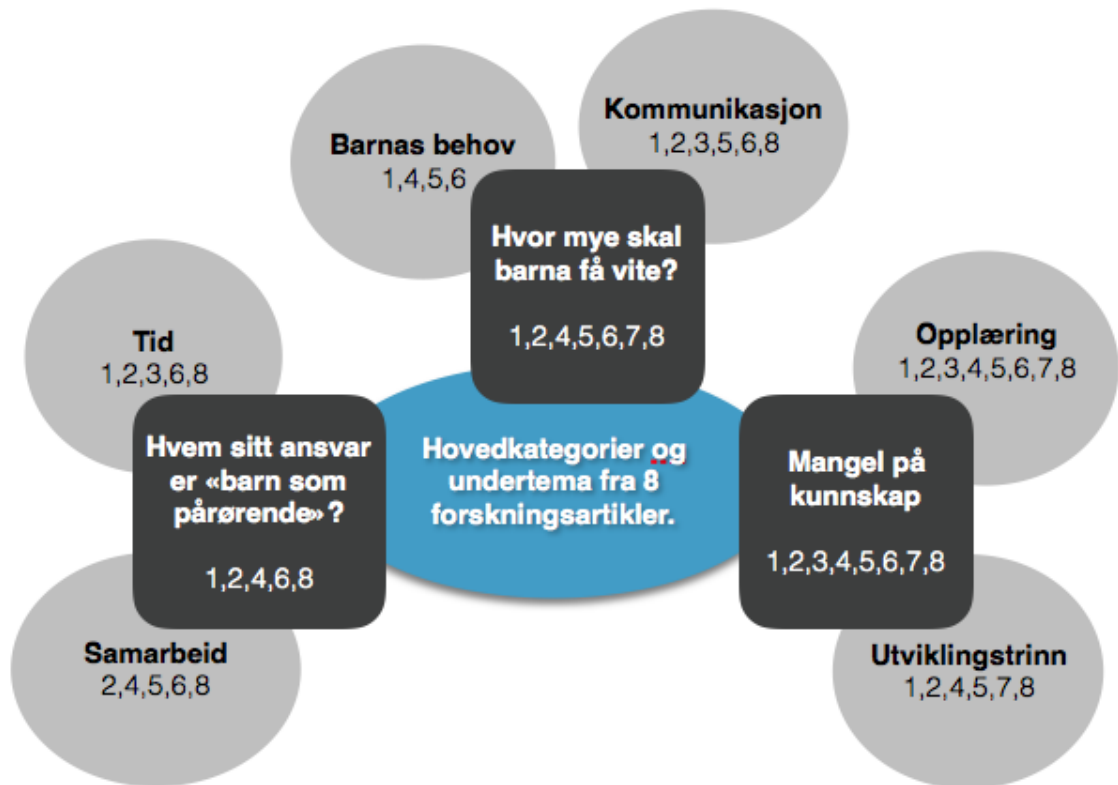 Kommunikasjon
1,2,3,5,6,8
Barnas behov
1,4,5,6
Hvor mye skal
barna få vite?
1,2,4,5,6,7,8
Tid
1,2,3,6,8
Opplæring
1,2,3,4,5,6,7,8
Hvem sitt ansvar
er «barn som
pårørende» ?
1,2,4,6,8
Hovedkategorier og
undertema fra 8
forskningsartikler.
Mangel på
kunnskap
1,2,3,4,5,6,7,8
Samarbeid
2,4,5,6,8
Utviklingstrinn
1,2,4,5,7,8